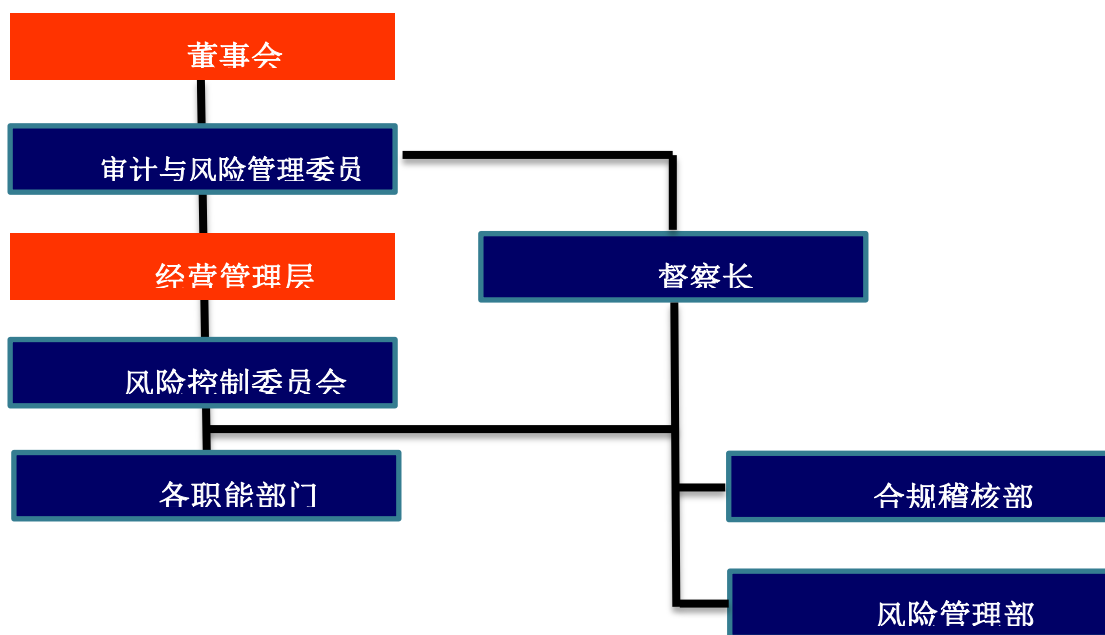 董事会
审计与风险管理委员
经营管理层
督察长
风险控制委员会
各职能部门
合规稽核部
风险管理部